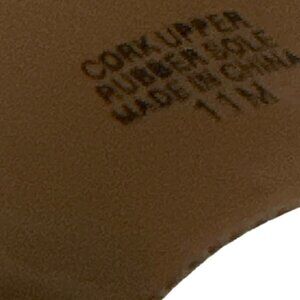 CORK UPPER
RUBBER SOLE
MADE IN CHINA
11M